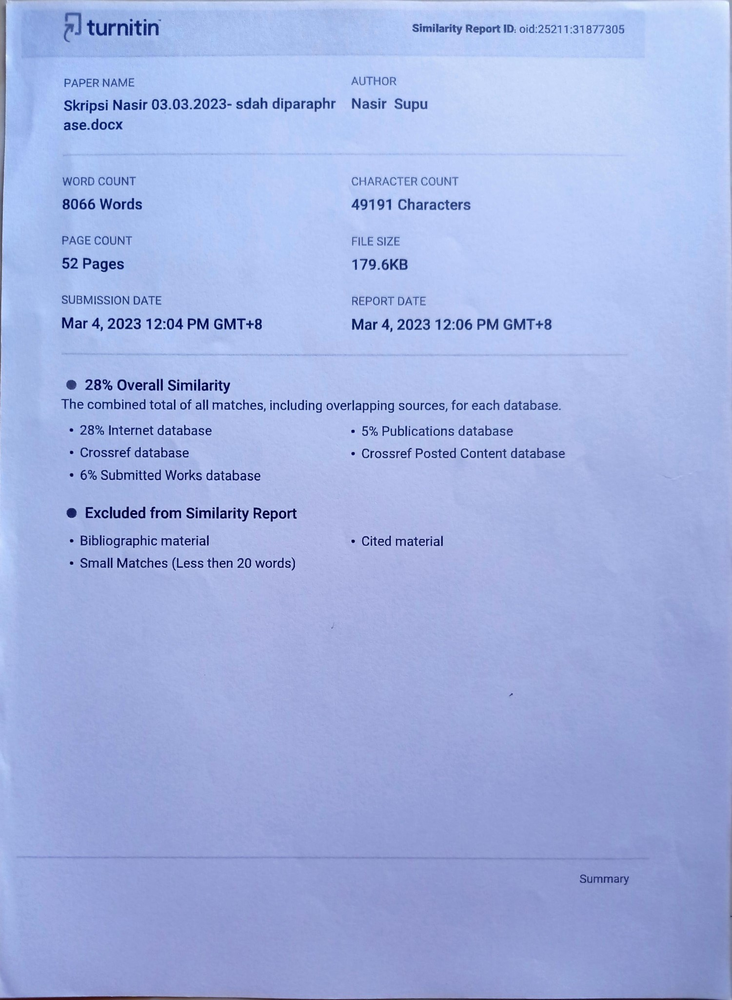 turnitin
Similarity Report ID: oid:25211:31877305
PAPER NAME
Skripsi Nasir 03.03.2023- sdah diparaphr
ase.docx
AUTHOR
Nasir Supu
WORD COUNT
8066 Words
CHARACTER COUNT
49191 Characters
PAGE COUNT
52 Pages
FILE SIZE
179.6KB
SUBMISSION DATE
Mar 4, 2023 12:04 PM GMT+8
REPORT DATE
Mar 4, 2023 12:06 PM GMT+8
● 28% Overall Similarity
The combined total of all matches, including overlapping sources, for each database.
• 28% Internet database
• 5% Publications database
• Crossref database
• Crossref Posted Content database
• 6% Submitted Works database
● Excluded from Similarity Report
• Bibliographic material
• Cited material
• Small Matches (Less then 20 words)
Summary